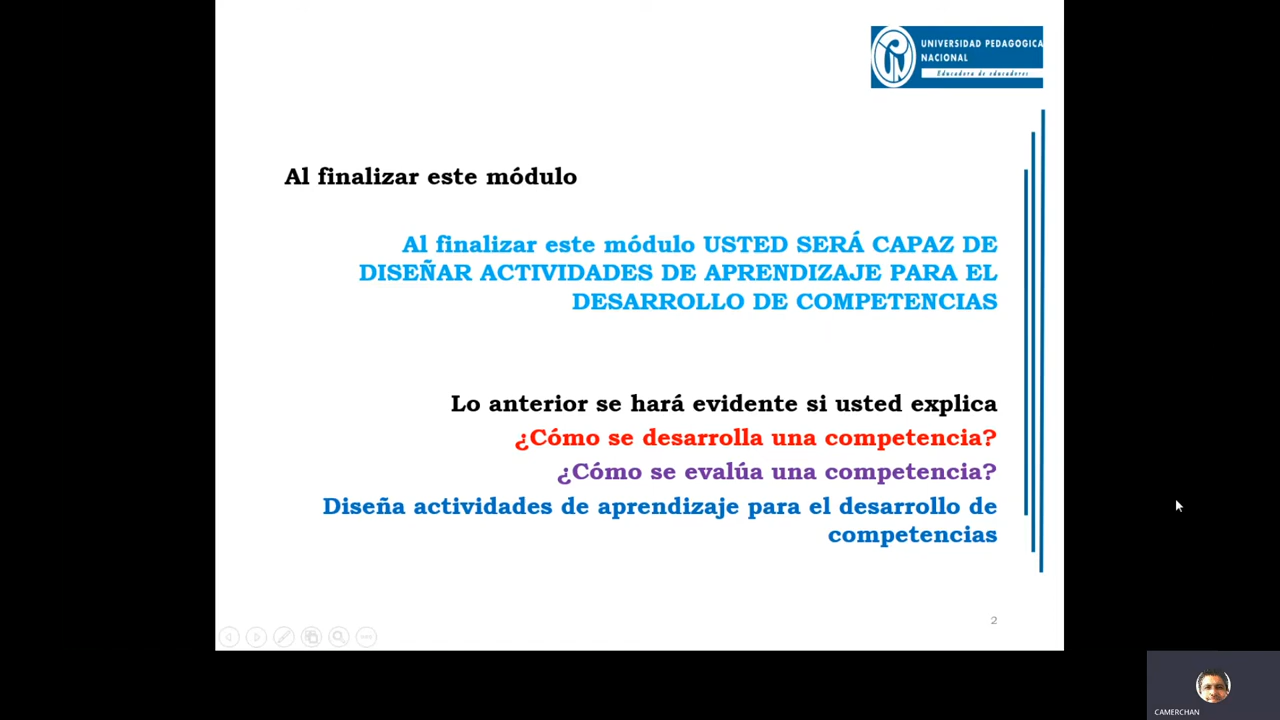 UNIVERSIDAD PEDAGOGICA
NACIONAL
Educadora de educadores
Al finalizar este módulo
Al finalizar este módulo USTED SERÁ CAPAZ DE
DISEÑAR ACTIVIDADES DE APRENDIZAJE PARA EL
DESARROLLO DE COMPETENCIAS
Lo anterior se hará evidente si usted explica
¿Cómo se desarrolla una competencia?
¿Cómo se evalúa una competencia?
Diseña actividades de aprendizaje para el desarrollo de
competencias
2
CAMERCHAN